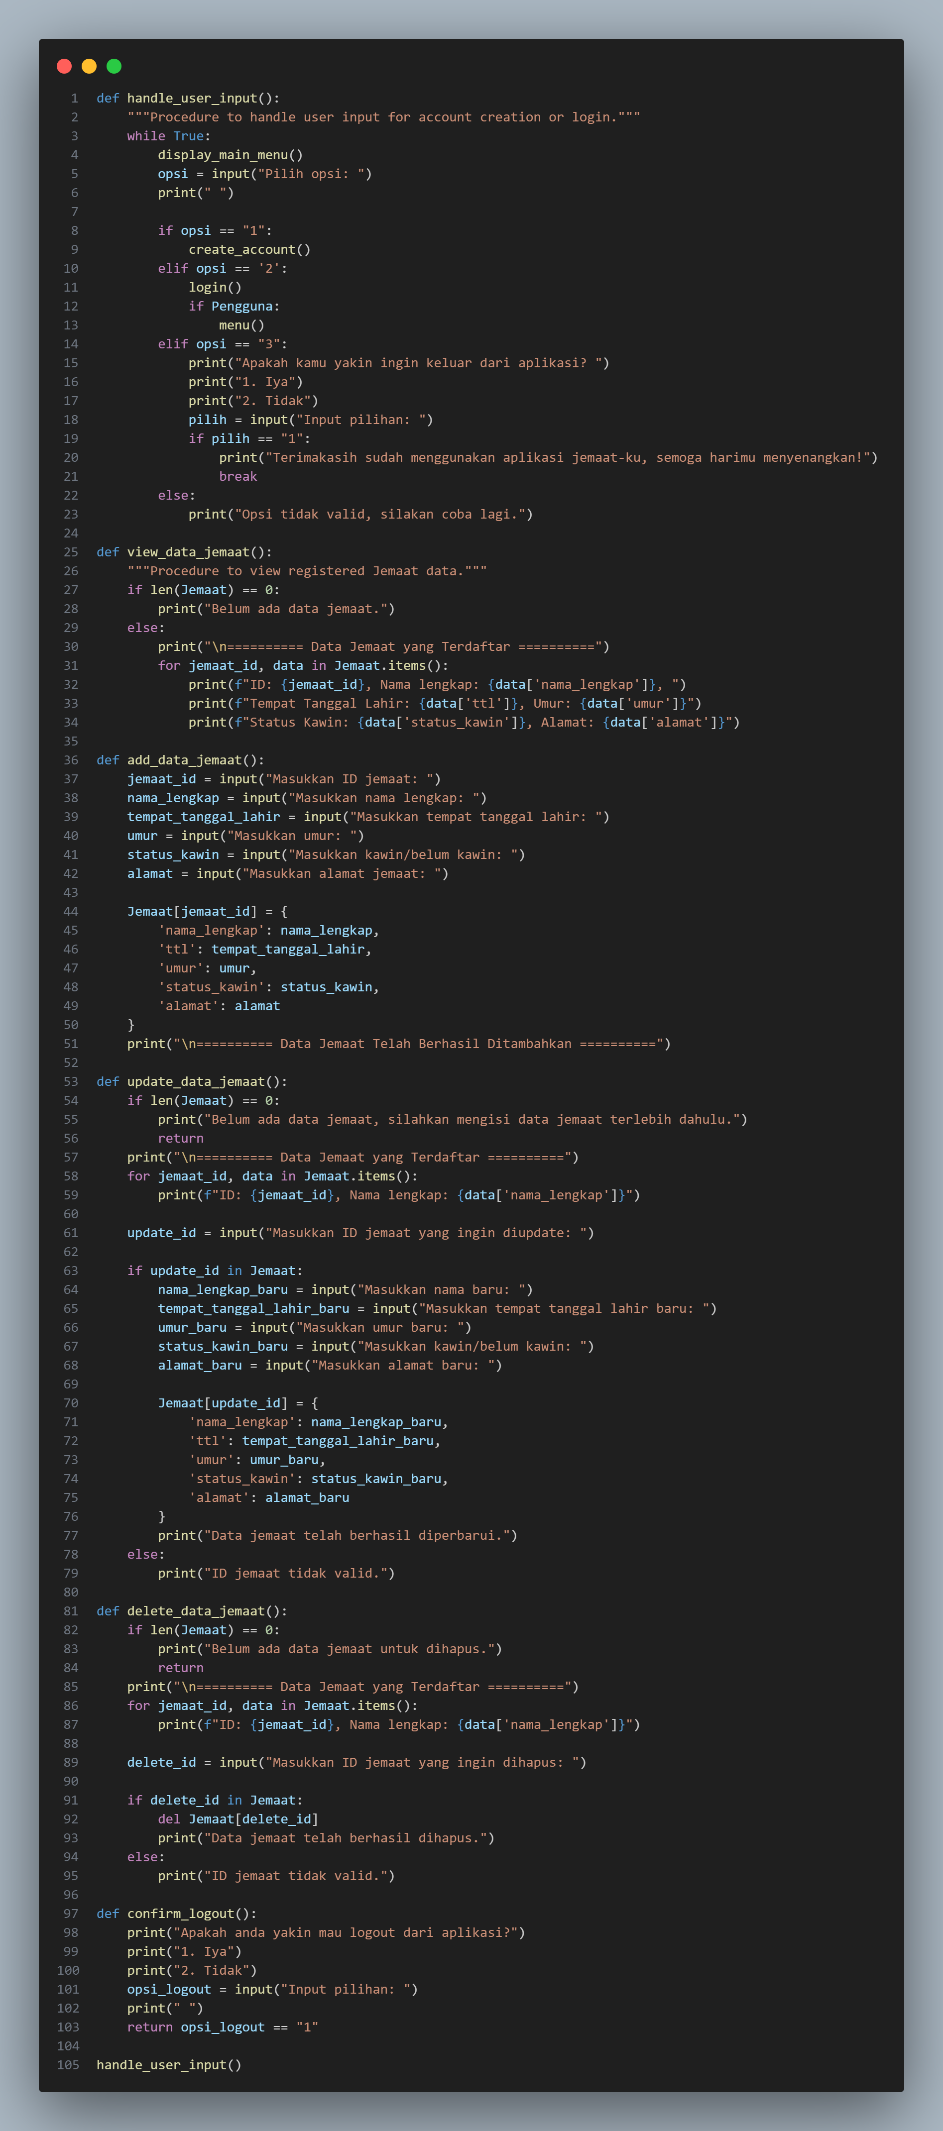 1 def handle_user_input():
2     """Procedure to handle user input for account creation or login."""
3     while True:
4         display_main_menu()
5         opsi = input("Pilih opsi: ")
6         print(" ")
7
8         if opsi == "1":
9             create_account()
10         elif opsi == '2':
11             login()
12             if Pengguna:
13                 menu()
14         elif opsi == "3":
15             print("Apakah kamu yakin ingin keluar dari aplikasi? ")
16             print("1. Iya")
17             print("2. Tidak")
18             pilih = input("Input pilihan: ")
19             if pilih == "1":
20                 print("Terimakasih sudah menggunakan aplikasi jemaat-ku, semoga harimu menyenangkan!")
21                 break
22         else:
23             print("Opsi tidak valid, silakan coba lagi.")
24
25 def view_data_jemaat():
26     """Procedure to view registered Jemaat data."""
27     if len(Jemaat) == 0:
28         print("Belum ada data jemaat.")
29     else:
30         print("\n========== Data Jemaat yang Terdaftar ==========")
31         for jemaat_id, data in Jemaat.items():
32             print(f"ID: {jemaat_id}, Nama lengkap: {data['nama_lengkap']}, ")
33             print(f"Tempat Tanggal Lahir: {data['ttl']}, Umur: {data['umur']}")
34             print(f"Status Kawin: {data['status_kawin']}, Alamat: {data['alamat']}")
35
36 def add_data_jemaat():
37     jemaat_id = input("Masukkan ID jemaat: ")
38     nama_lengkap = input("Masukkan nama lengkap: ")
39     tempat_tanggal_lahir = input("Masukkan tempat tanggal lahir: ")
40     umur = input("Masukkan umur: ")
41     status_kawin = input("Masukkan kawin/belum kawin: ")
42     alamat = input("Masukkan alamat jemaat: ")
43
44     Jemaat[jemaat_id] = {
45         'nama_lengkap': nama_lengkap,
46         'ttl': tempat_tanggal_lahir,
47         'umur': umur,
48         'status_kawin': status_kawin,
49         'alamat': alamat
50     }
51     print("\n========== Data Jemaat Telah Berhasil Ditambahkan ==========")
52
53 def update_data_jemaat():
54     if len(Jemaat) == 0:
55         print("Belum ada data jemaat, silahkan mengisi data jemaat terlebih dahulu.")
56         return
57     print("\n========== Data Jemaat yang Terdaftar ==========")
58     for jemaat_id, data in Jemaat.items():
59         print(f"ID: {jemaat_id}, Nama lengkap: {data['nama_lengkap']}")
60
61     update_id = input("Masukkan ID jemaat yang ingin diupdate: ")
62
63     if update_id in Jemaat:
64         nama_lengkap_baru = input("Masukkan nama baru: ")
65         tempat_tanggal_lahir_baru = input("Masukkan tempat tanggal lahir baru: ")
66         umur_baru = input("Masukkan umur baru: ")
67         status_kawin_baru = input("Masukkan kawin/belum kawin: ")
68         alamat_baru = input("Masukkan alamat baru: ")
69
70         Jemaat[update_id] = {
71             'nama_lengkap': nama_lengkap_baru,
72             'ttl': tempat_tanggal_lahir_baru,
73             'umur': umur_baru,
74             'status_kawin': status_kawin_baru,
75             'alamat': alamat_baru
76         }
77         print("Data jemaat telah berhasil diperbarui.")
78     else:
79         print("ID jemaat tidak valid.")
80
81 def delete_data_jemaat():
82     if len(Jemaat) == 0:
83         print("Belum ada data jemaat untuk dihapus.")
84         return
85     print("\n========== Data Jemaat yang Terdaftar ==========")
86     for jemaat_id, data in Jemaat.items():
87         print(f"ID: {jemaat_id}, Nama lengkap: {data['nama_lengkap']}")
88
89     delete_id = input("Masukkan ID jemaat yang ingin dihapus: ")
90
91     if delete_id in Jemaat:
92         del Jemaat[delete_id]
93         print("Data jemaat telah berhasil dihapus.")
94     else:
95         print("ID jemaat tidak valid.")
96
97 def confirm_logout():
98     print("Apakah anda yakin mau logout dari aplikasi?")
99     print("1. Iya")
100     print("2. Tidak")
101     opsi_logout = input("Input pilihan: ")
102     print(" ")
103     return opsi_logout == "1"
104
105 handle_user_input()